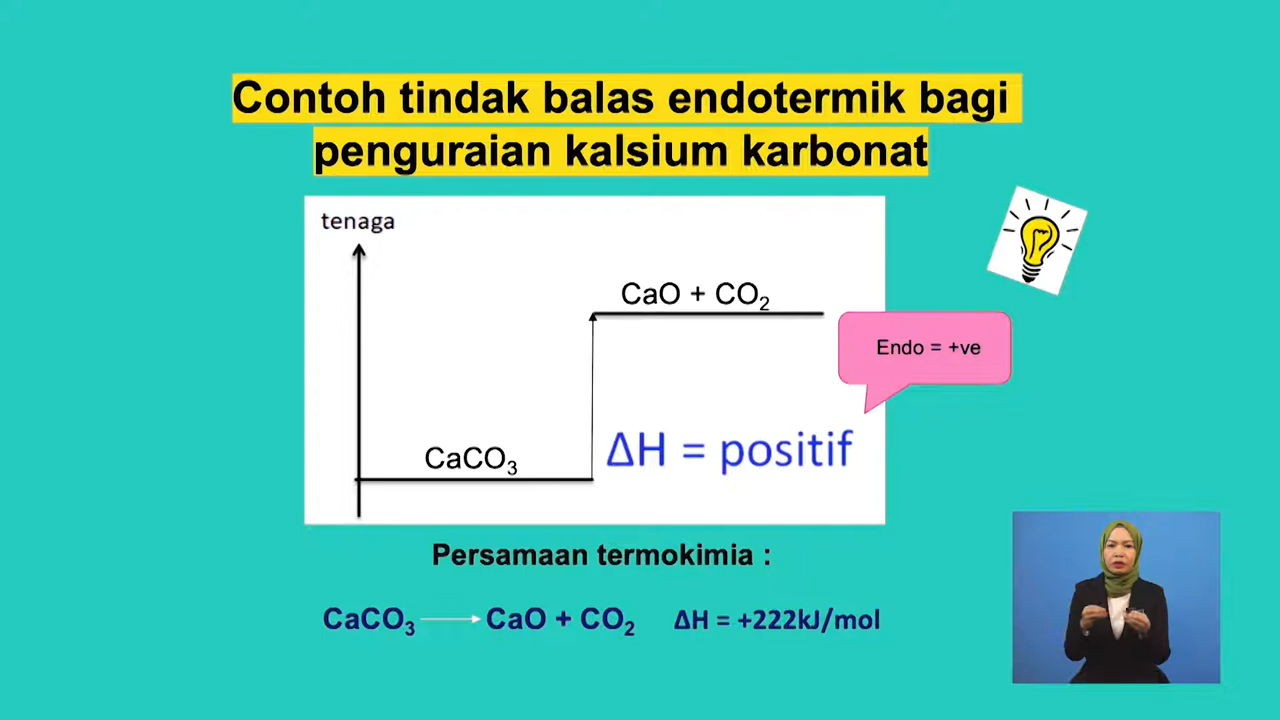 Contoh tindak balas endotermik bagi
penguraian kalsium karbonat
tenaga
CaO + CO₂
Endo = +ve
CaCO₃
ΔH = positif
Persamaan termokimia :
CaCO₃ ⟶ CaO + CO₂ ΔH = +222kJ/mol